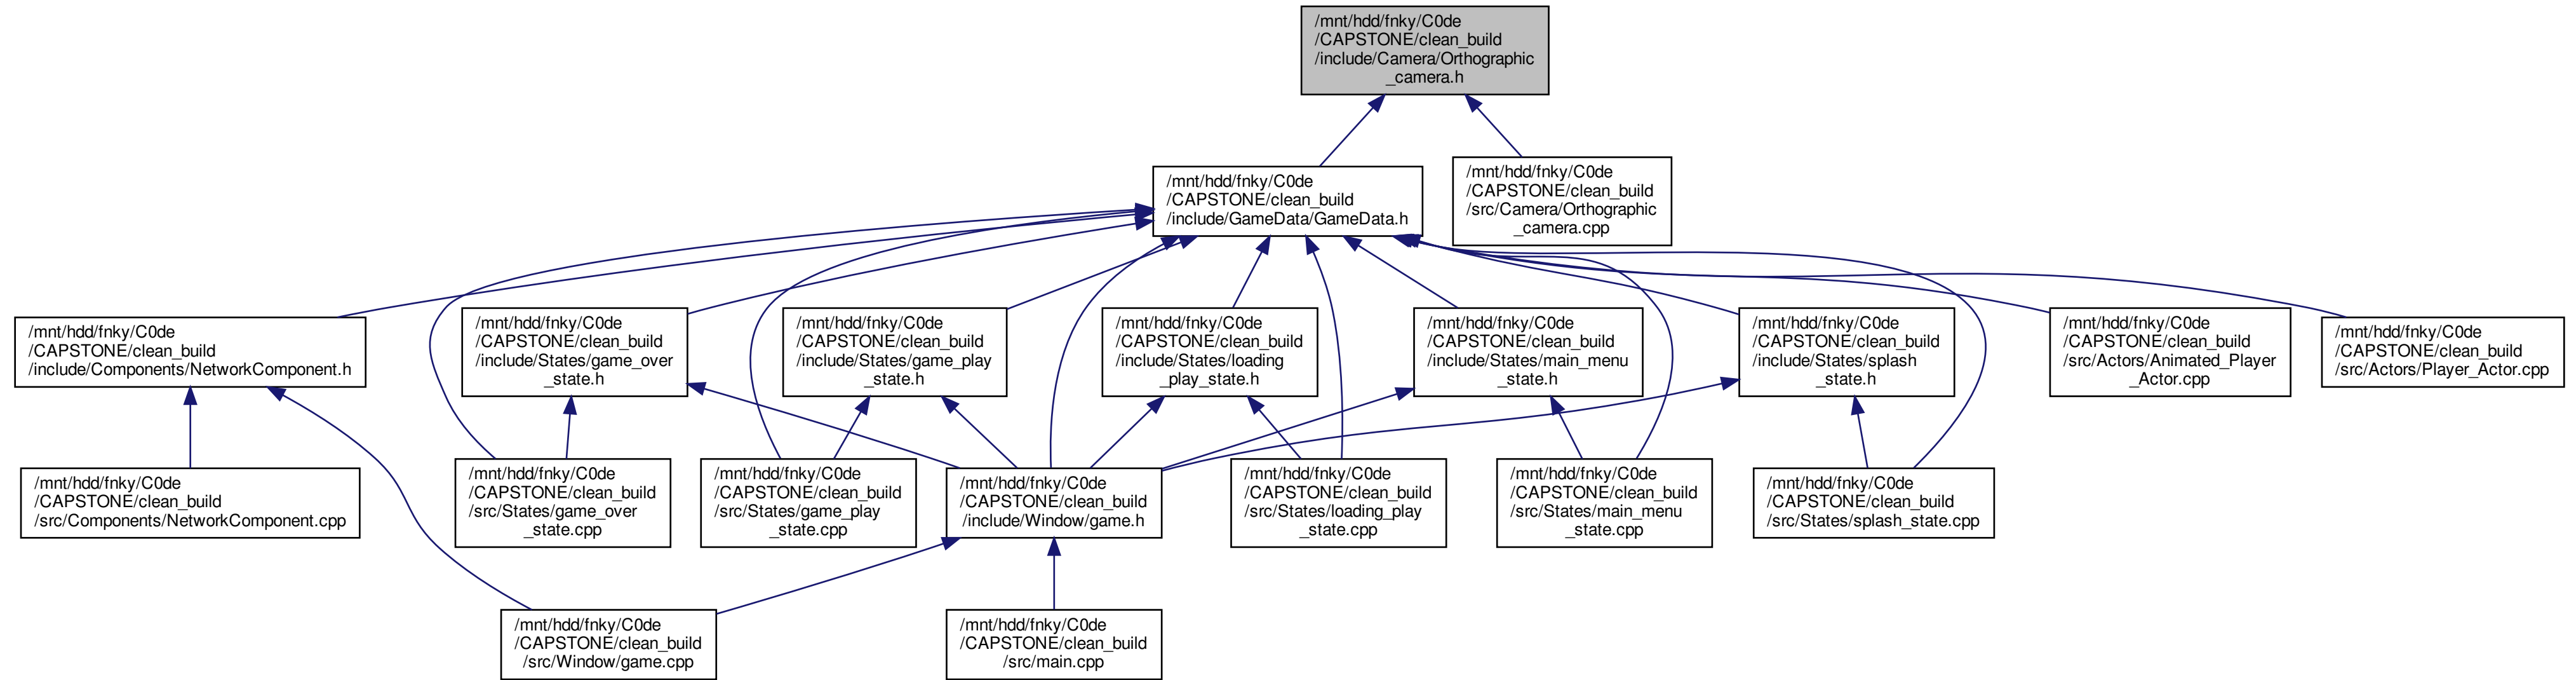 /mnt/hdd/fnky/C0de
/CAPSTONE/clean_build
/include/Camera/Orthographic
_camera.h
/mnt/hdd/fnky/C0de
/CAPSTONE/clean_build
/include/GameData/GameData.h
/mnt/hdd/fnky/C0de
/CAPSTONE/clean_build
/src/Camera/Orthographic
_camera.cpp
/mnt/hdd/fnky/C0de
/CAPSTONE/clean_build
/include/Components/NetworkComponent.h
/mnt/hdd/fnky/C0de
/CAPSTONE/clean_build
/include/States/game_over
_state.h
/mnt/hdd/fnky/C0de
/CAPSTONE/clean_build
/include/States/game_play
_state.h
/mnt/hdd/fnky/C0de
/CAPSTONE/clean_build
/include/States/loading
_play_state.h
/mnt/hdd/fnky/C0de
/CAPSTONE/clean_build
/include/States/main_menu
_state.h
/mnt/hdd/fnky/C0de
/CAPSTONE/clean_build
/include/States/splash
_state.h
/mnt/hdd/fnky/C0de
/CAPSTONE/clean_build
/src/Actors/Animated_Player
_Actor.cpp
/mnt/hdd/fnky/C0de
/CAPSTONE/clean_build
/src/Actors/Player_Actor.cpp
/mnt/hdd/fnky/C0de
/CAPSTONE/clean_build
/src/Components/NetworkComponent.cpp
/mnt/hdd/fnky/C0de
/CAPSTONE/clean_build
/src/States/game_over
_state.cpp
/mnt/hdd/fnky/C0de
/CAPSTONE/clean_build
/src/States/game_play
_state.cpp
/mnt/hdd/fnky/C0de
/CAPSTONE/clean_build
/include/Window/game.h
/mnt/hdd/fnky/C0de
/CAPSTONE/clean_build
/src/States/loading_play
_state.cpp
/mnt/hdd/fnky/C0de
/CAPSTONE/clean_build
/src/States/main_menu
_state.cpp
/mnt/hdd/fnky/C0de
/CAPSTONE/clean_build
/src/States/splash_state.cpp
/mnt/hdd/fnky/C0de
/CAPSTONE/clean_build
/src/Window/game.cpp
/mnt/hdd/fnky/C0de
/CAPSTONE/clean_build
/src/main.cpp